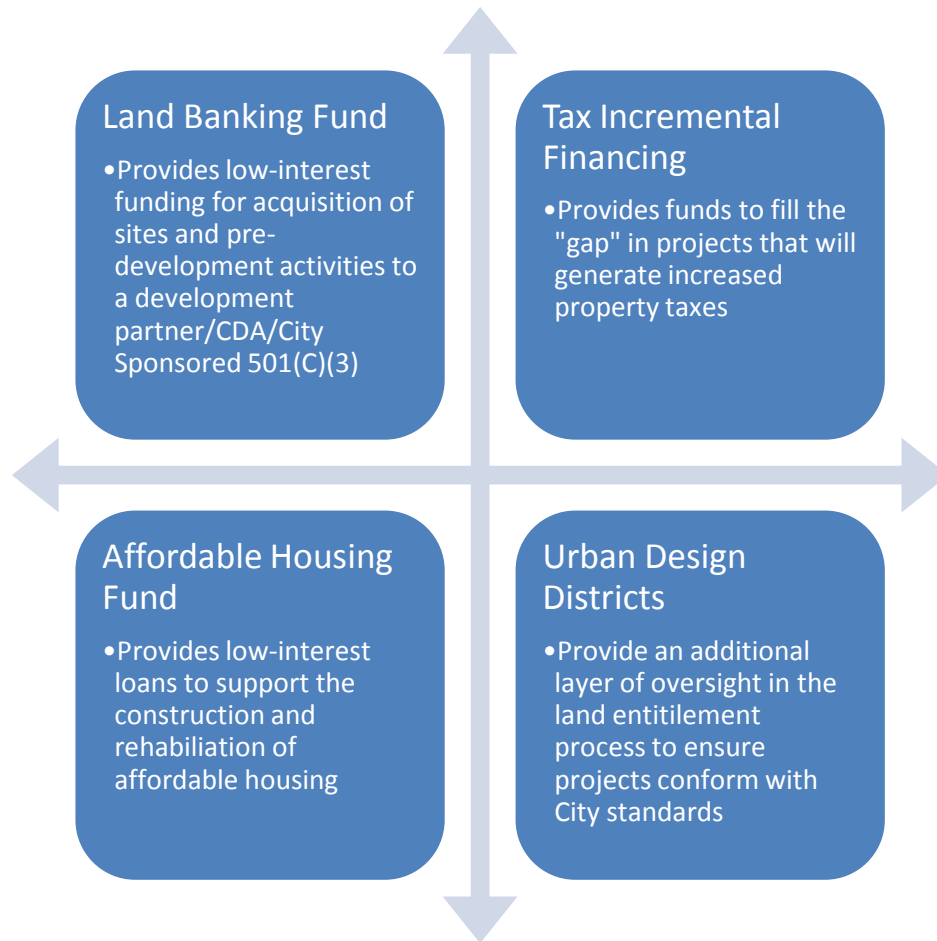 Land Banking Fund
•Provides low-interest
funding for acquisition of
sites and pre-
development activities to
a development
partner/CDA/City
Sponsored 501(C)(3)
Tax Incremental
Financing
•Provides funds to fill the
"gap" in projects that will
generate increased
property taxes
Affordable Housing
Fund
•Provides low-interest
loans to support the
construction and
rehabiliation of
affordable housing
Urban Design
Districts
•Provide an additional
layer of oversight in the
land entitilement
process to ensure
projects conform with
City standards